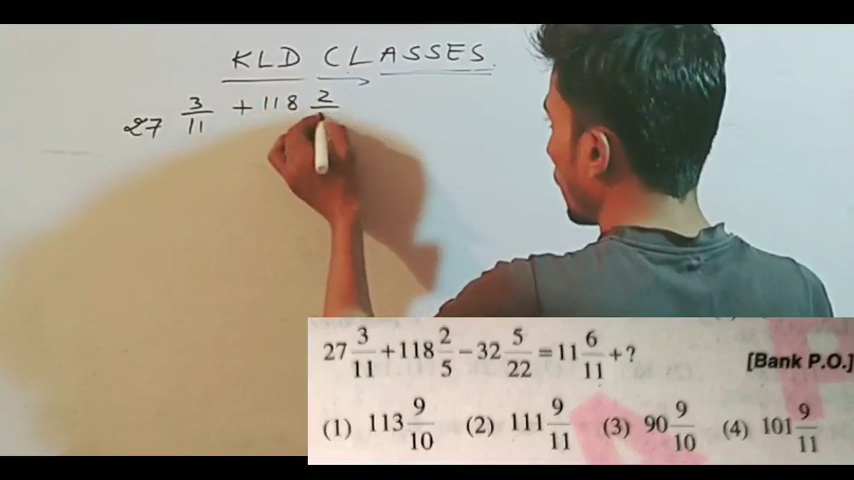 KLD CLASSES
27 3/11 + 118 2
27 3/11 + 118 2/5 - 32 5/22 = 11 6/11 + ?
[Bank P.O.]
(1) 113 9/10 (2) 111 9/11 (3) 90 9/10 (4) 101 9/11